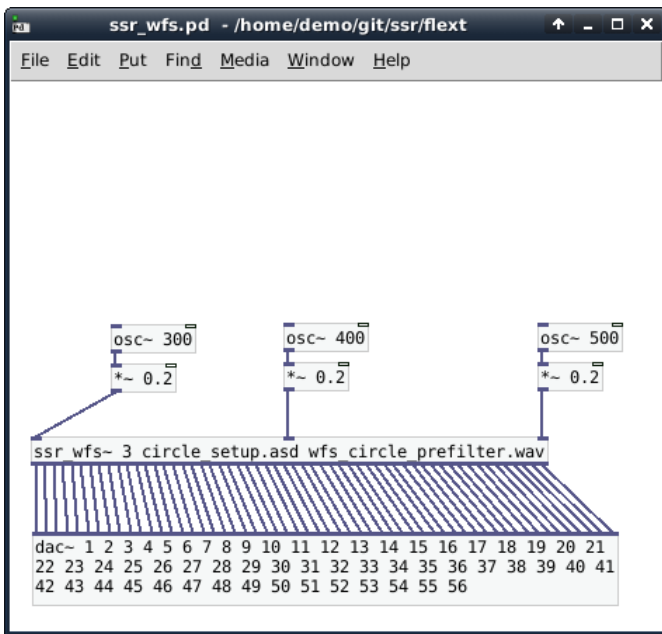 ssr_wfs.pd - /home/demo/git/ssr/flext
File Edit Put Find Media Window Help
osc~ 300 osc~ 400 osc~ 500
*~ 0.2 *~ 0.2 *~ 0.2
ssr_wfs~ 3 circle_setup.asd wfs_circle_prefilter.wav
dac~ 1 2 3 4 5 6 7 8 9 10 11 12 13 14 15 16 17 18 19 20 21
22 23 24 25 26 27 28 29 30 31 32 33 34 35 36 37 38 39 40 41
42 43 44 45 46 47 48 49 50 51 52 53 54 55 56